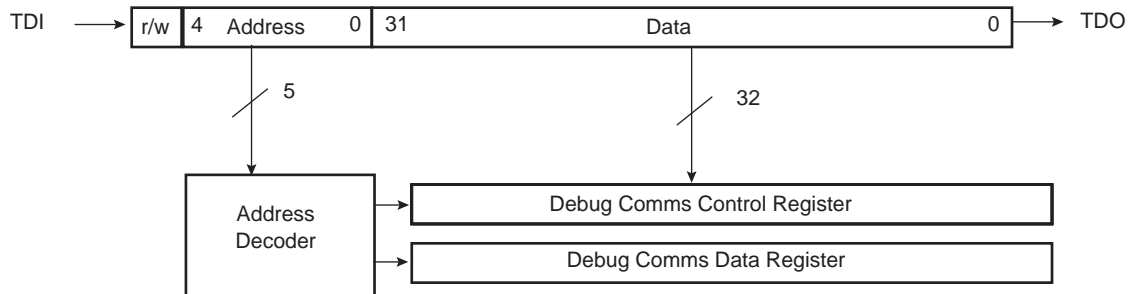 TDI r/w 4 Address 0 31 Data 0 TDO
5 32
Address
Decoder
Debug Comms Control Register
Debug Comms Data Register